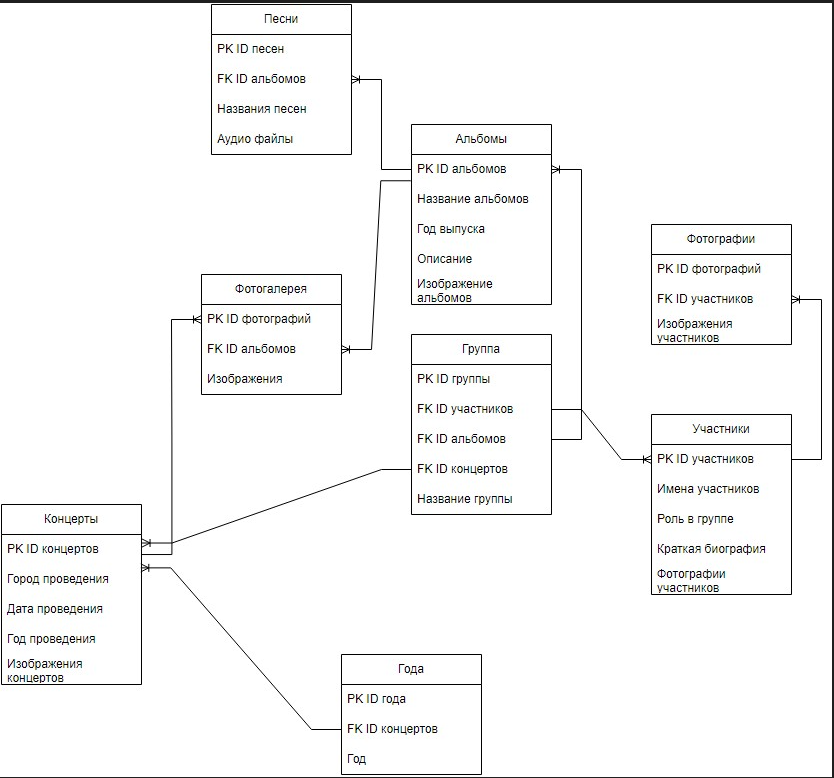 Песни
PK ID песен
FK ID альбомов
Названия песен
Аудио файлы
Альбомы
PK ID альбомов
Название альбомов
Год выпуска
Описание
Изображение
альбомов
Фотографии
PK ID фотографий
FK ID участников
Изображения
участников
Фотогалерея
PK ID фотографий
FK ID альбомов
Изображения
Группа
PK ID группы
FK ID участников
FK ID альбомов
FK ID концертов
Название группы
Участники
PK ID участников
Имена участников
Роль в группе
Краткая биография
Фотографии
участников
Концерты
PK ID концертов
Город проведения
Дата проведения
Год проведения
Изображения
концертов
Года
PK ID года
FK ID концертов
Год